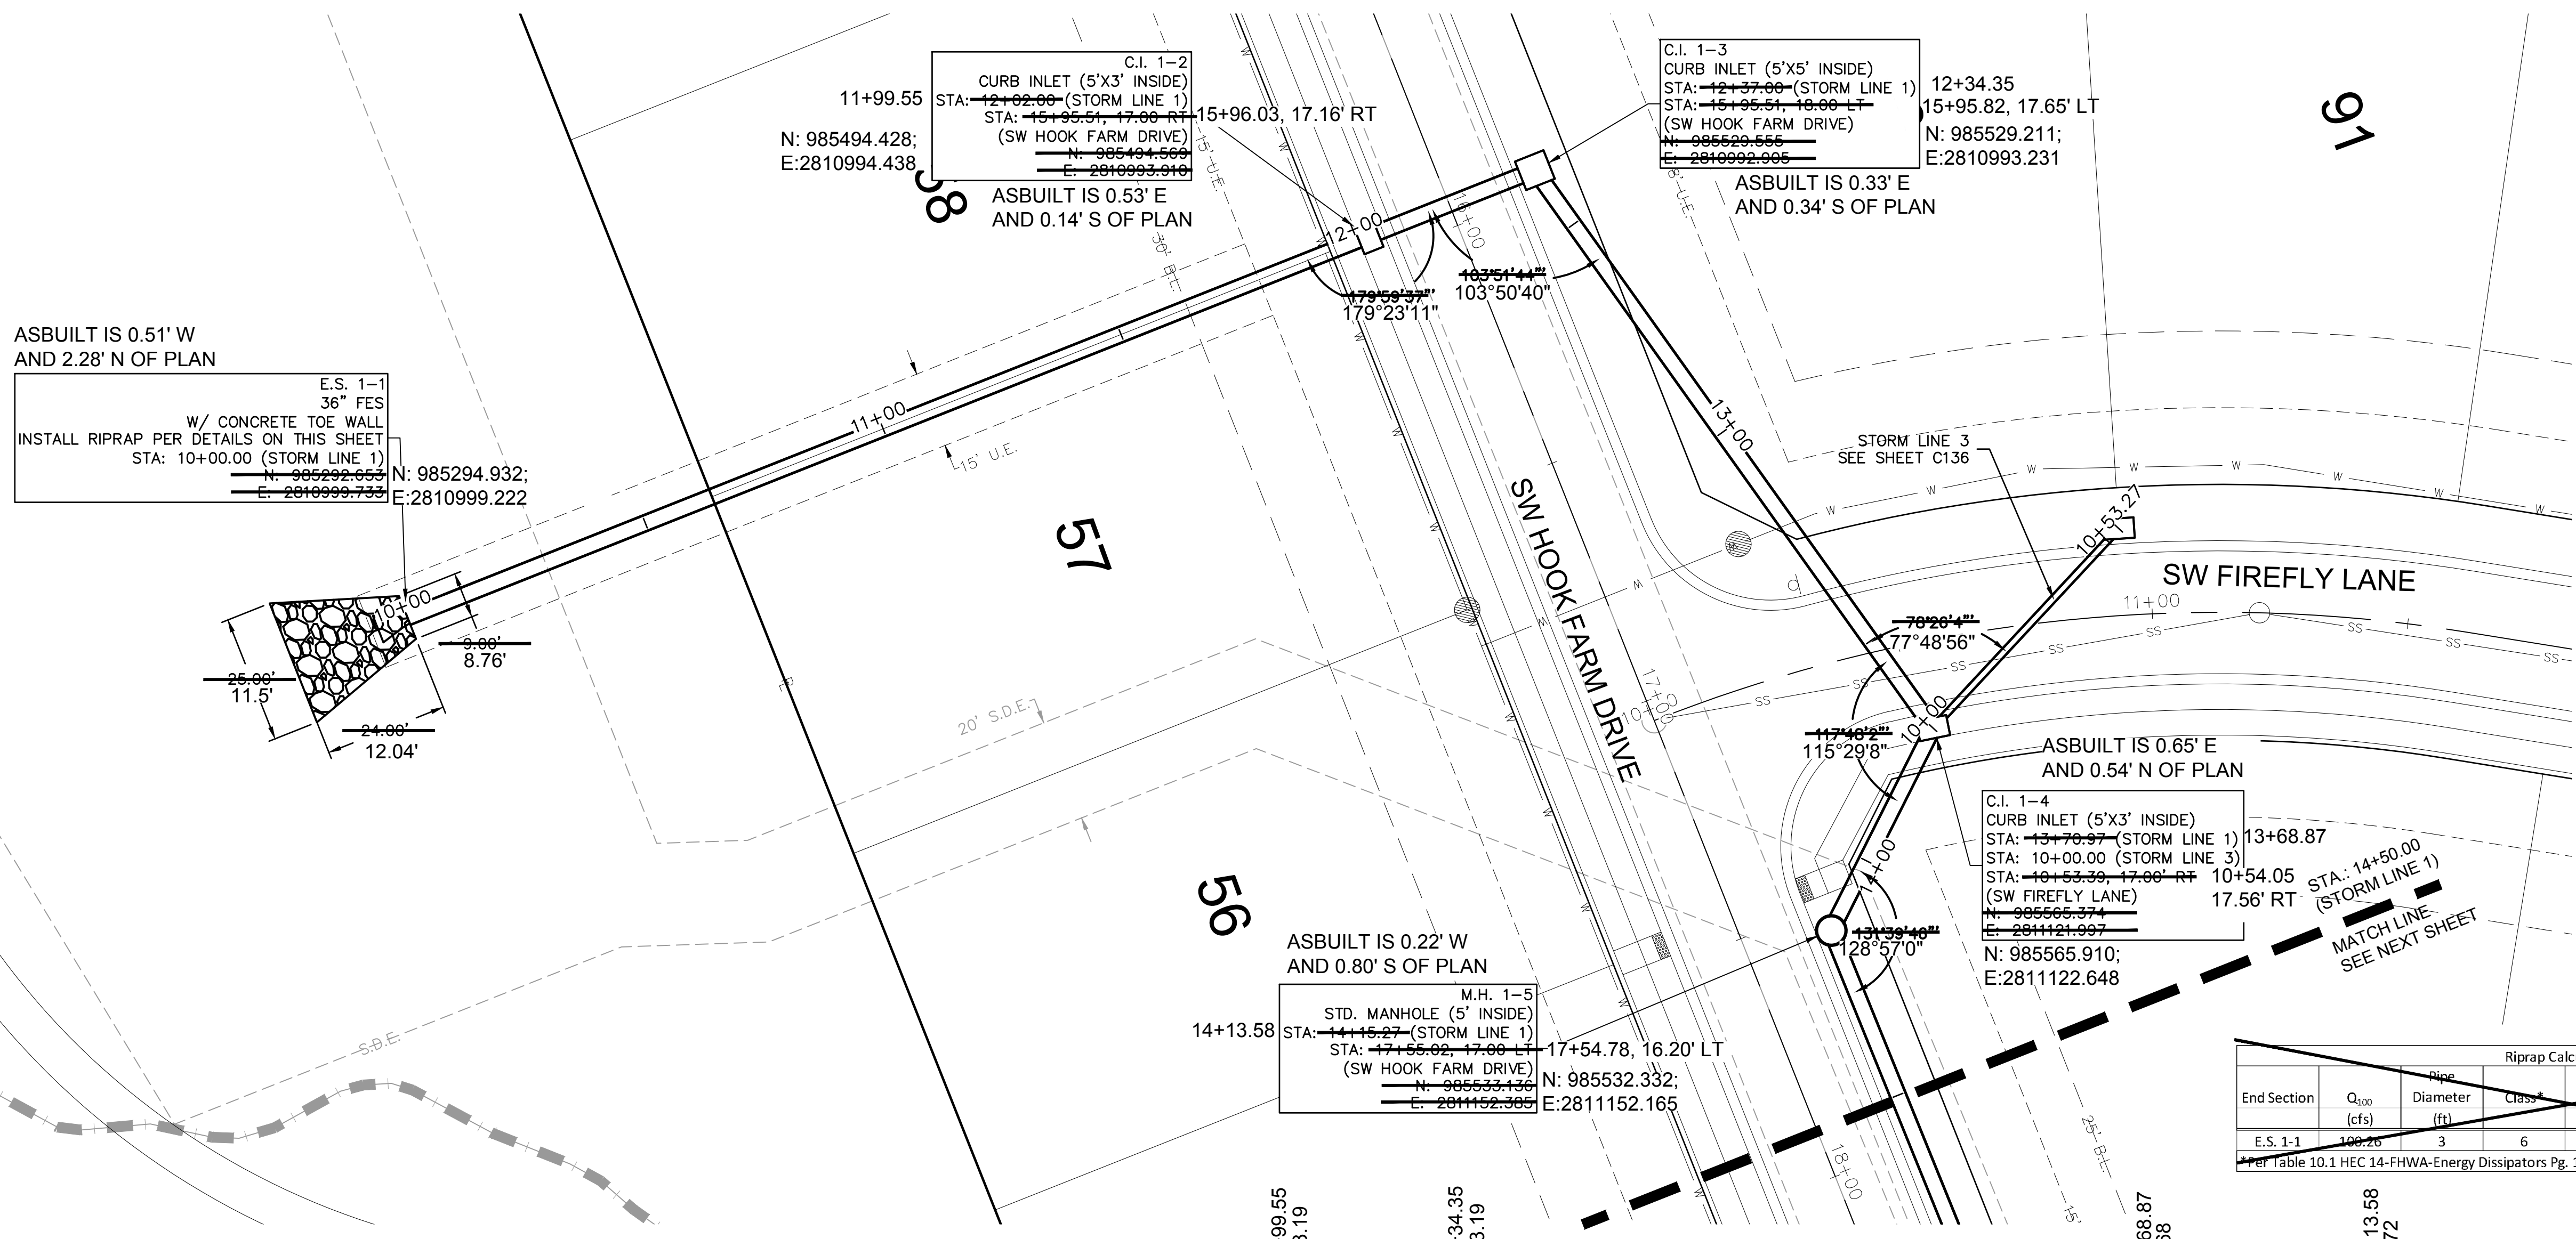 C.I. 1-2
CURB INLET (5'X3' INSIDE)
11+99.55
STA: 12+02.00 (STORM LINE 1)
STA: 15+95.51, 17.00 RT
15+96.03, 17.16' RT
(SW HOOK FARM DRIVE)
N: 985494.428;
E:2810994.438
N: 985494.569
E: 2810993.910
ASBUILT IS 0.53' E
AND 0.14' S OF PLAN
C.I. 1-3
CURB INLET (5'X5' INSIDE)
STA: 12+37.00 (STORM LINE 1)
12+34.35
STA: 15+95.51, 18.00 LT
15+95.82, 17.65' LT
(SW HOOK FARM DRIVE)
N: 985529.555
E: 2810992.905
N: 985529.211;
E:2810993.231
ASBUILT IS 0.33' E
AND 0.34' S OF PLAN
91
15' U.E.
8' U.E.
30' B.L.
12+00
16+00
179°59'37"'
179°23'11"
103°51'44"'
103°50'40"
ASBUILT IS 0.51' W
AND 2.28' N OF PLAN
E.S. 1-1
36" FES
W/ CONCRETE TOE WALL
INSTALL RIPRAP PER DETAILS ON THIS SHEET
STA: 10+00.00 (STORM LINE 1)
N: 985292.653
E: 2810999.733
N: 985294.932;
E:2810999.222
11+00
15' U.E.
13+00
STORM LINE 3
SEE SHEET C136
10+53.27
57
SW HOOK FARM DRIVE
SW FIREFLY LANE
11+00
10+00
9.00'
8.76'
25.00'
11.5'
24.00'
12.04'
20' S.D.E.
17+00
10+00
78°26'4"'
77°48'56"
10+00
117°48'2"'
115°29'8"
ASBUILT IS 0.65' E
AND 0.54' N OF PLAN
C.I. 1-4
CURB INLET (5'X3' INSIDE)
STA: 13+70.97 (STORM LINE 1)
13+68.87
STA: 10+00.00 (STORM LINE 3)
STA: 10+53.39, 17.00' RT
10+54.05
17.56' RT
(SW FIREFLY LANE)
N: 985565.374
E: 2811121.997
N: 985565.910;
E:2811122.648
STA.: 14+50.00
(STORM LINE 1)
MATCH LINE
SEE NEXT SHEET
14+00
131°39'48"'
128°57'0"
56
ASBUILT IS 0.22' W
AND 0.80' S OF PLAN
M.H. 1-5
STD. MANHOLE (5' INSIDE)
14+13.58
STA: 14+15.27 (STORM LINE 1)
STA: 17+55.02, 17.00 LT
17+54.78, 16.20' LT
(SW HOOK FARM DRIVE)
N: 985533.136
E: 2811152.385
N: 985532.332;
E:2811152.165
S.D.E.
18+00
25' B.L.
15'
Riprap Calc
End Section Q100 (cfs) Pipe Diameter (ft) Class*
E.S. 1-1 100.26 3 6
*Per Table 10.1 HEC 14-FHWA-Energy Dissipators Pg. 1